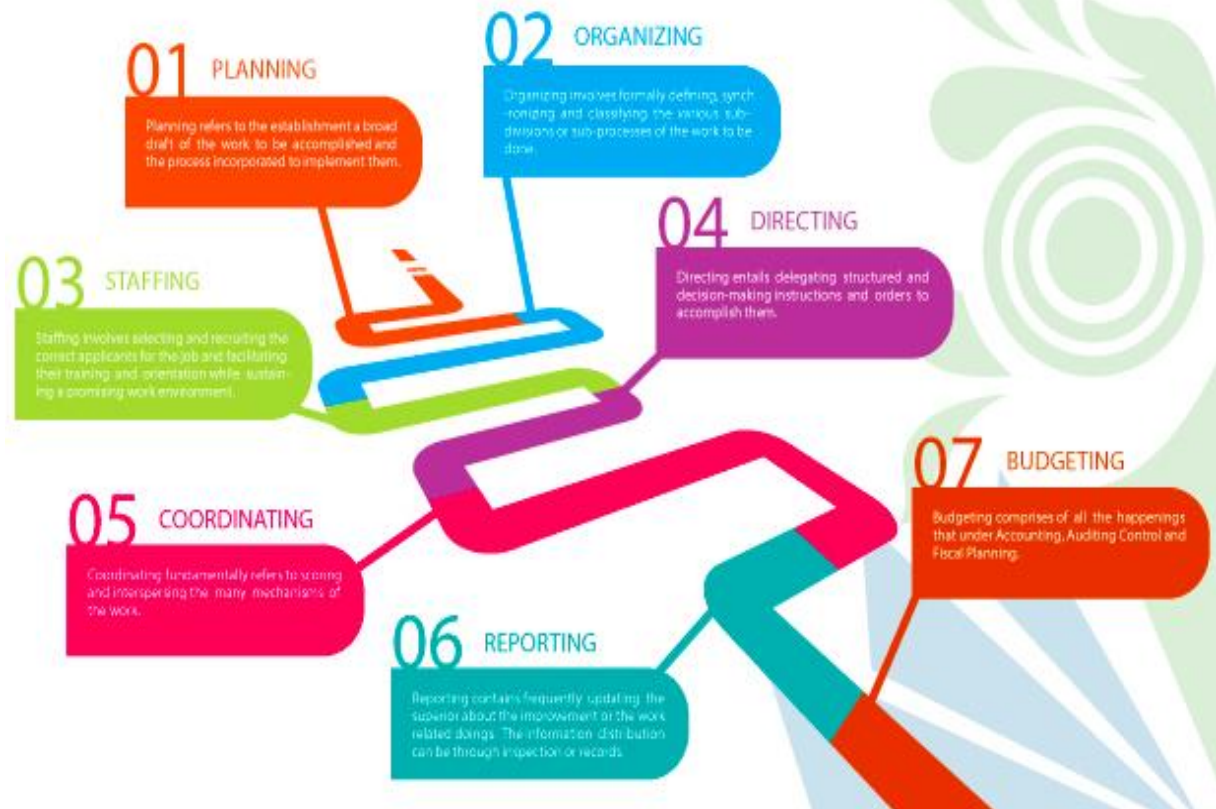 01 PLANNING
Planning refers to the establishment a broad
draft of the work to be accomplished and
the process incorporated to implement them.
02 ORGANIZING
Organizing involves formally defining, synch
-ronizing and classifying the various sub-
divisions or sub-processes of the work to be
done.
03 STAFFING
Staffing involves selecting and recruiting the
correct applicants for the job and facilitating
their training and orientation while sustain-
ing a promising work environment.
04 DIRECTING
Directing entails delegating structured and
decision-making instructions and orders to
accomplish them.
05 COORDINATING
Coordinating fundamentally refers to scoring
and interspersing the many mechanisms of
the work.
06 REPORTING
Reporting contains frequently updating the
superior about the improvement or the work
related doings. The information distribution
can be through inspection or records.
07 BUDGETING
Budgeting comprises of all the happenings
that under Accounting, Auditing Control and
Fiscal Planning.